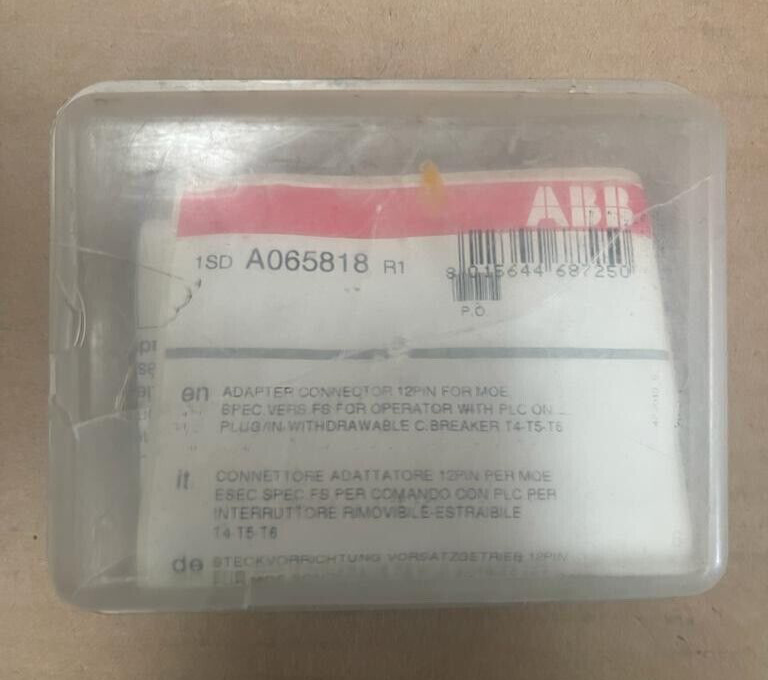 ABB
1SD A065818 R1
8 015644 687250
P.O.
en ADAPTER CONNECTOR 12PIN FOR MOE
SPEC.VERS.FS FOR OPERATOR WITH PLC ON
PLUG/IN-WITHDRAWABLE C.BREAKER T4-T5-T6
it CONNETTORE ADATTATORE 12PIN PER MOE
ESEC SPEC FS PER COMANDO CON PLC PER
INTERRUTTORE RIMOVIBILE-ESTRAIBILE
T4-T5-T6
de STECKVORRICHTUNG VORSATZGETRIEB 12PIN